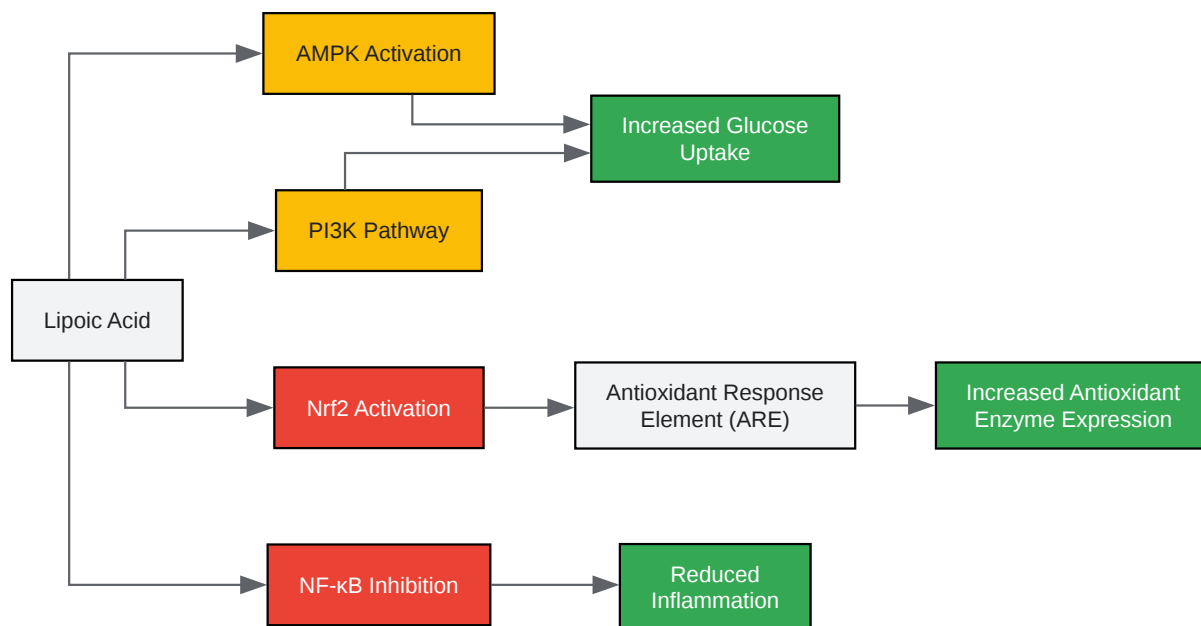 AMPK Activation
Increased Glucose
Uptake
PI3K Pathway
Lipoic Acid
Nrf2 Activation
Antioxidant Response
Element (ARE)
Increased Antioxidant
Enzyme Expression
NF-κB Inhibition
Reduced
Inflammation